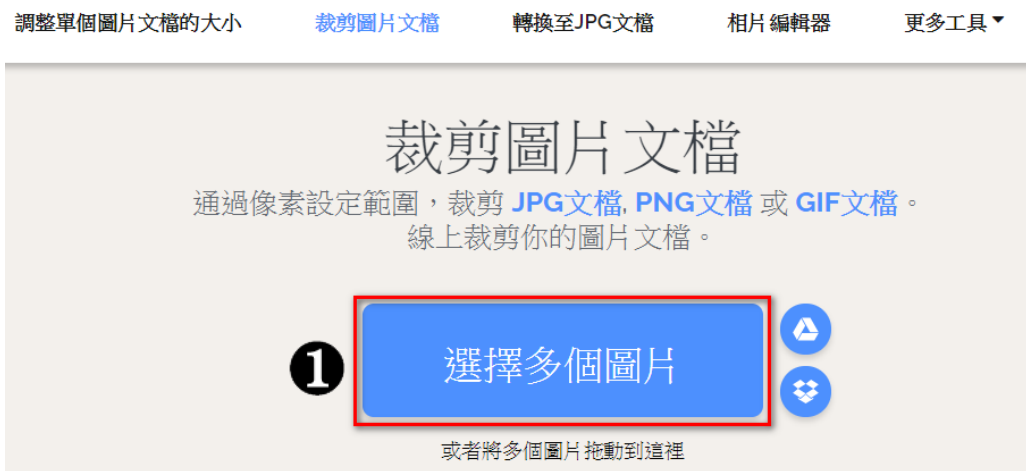 調整單個圖片文檔的大小 裁剪圖片文檔 轉換至JPG文檔 相片編輯器 更多工具
裁剪圖片文檔
通過像素設定範圍，裁剪 JPG文檔, PNG文檔 或 GIF文檔。
線上裁剪你的圖片文檔。
1 選擇多個圖片
或者將多個圖片拖動到這裡